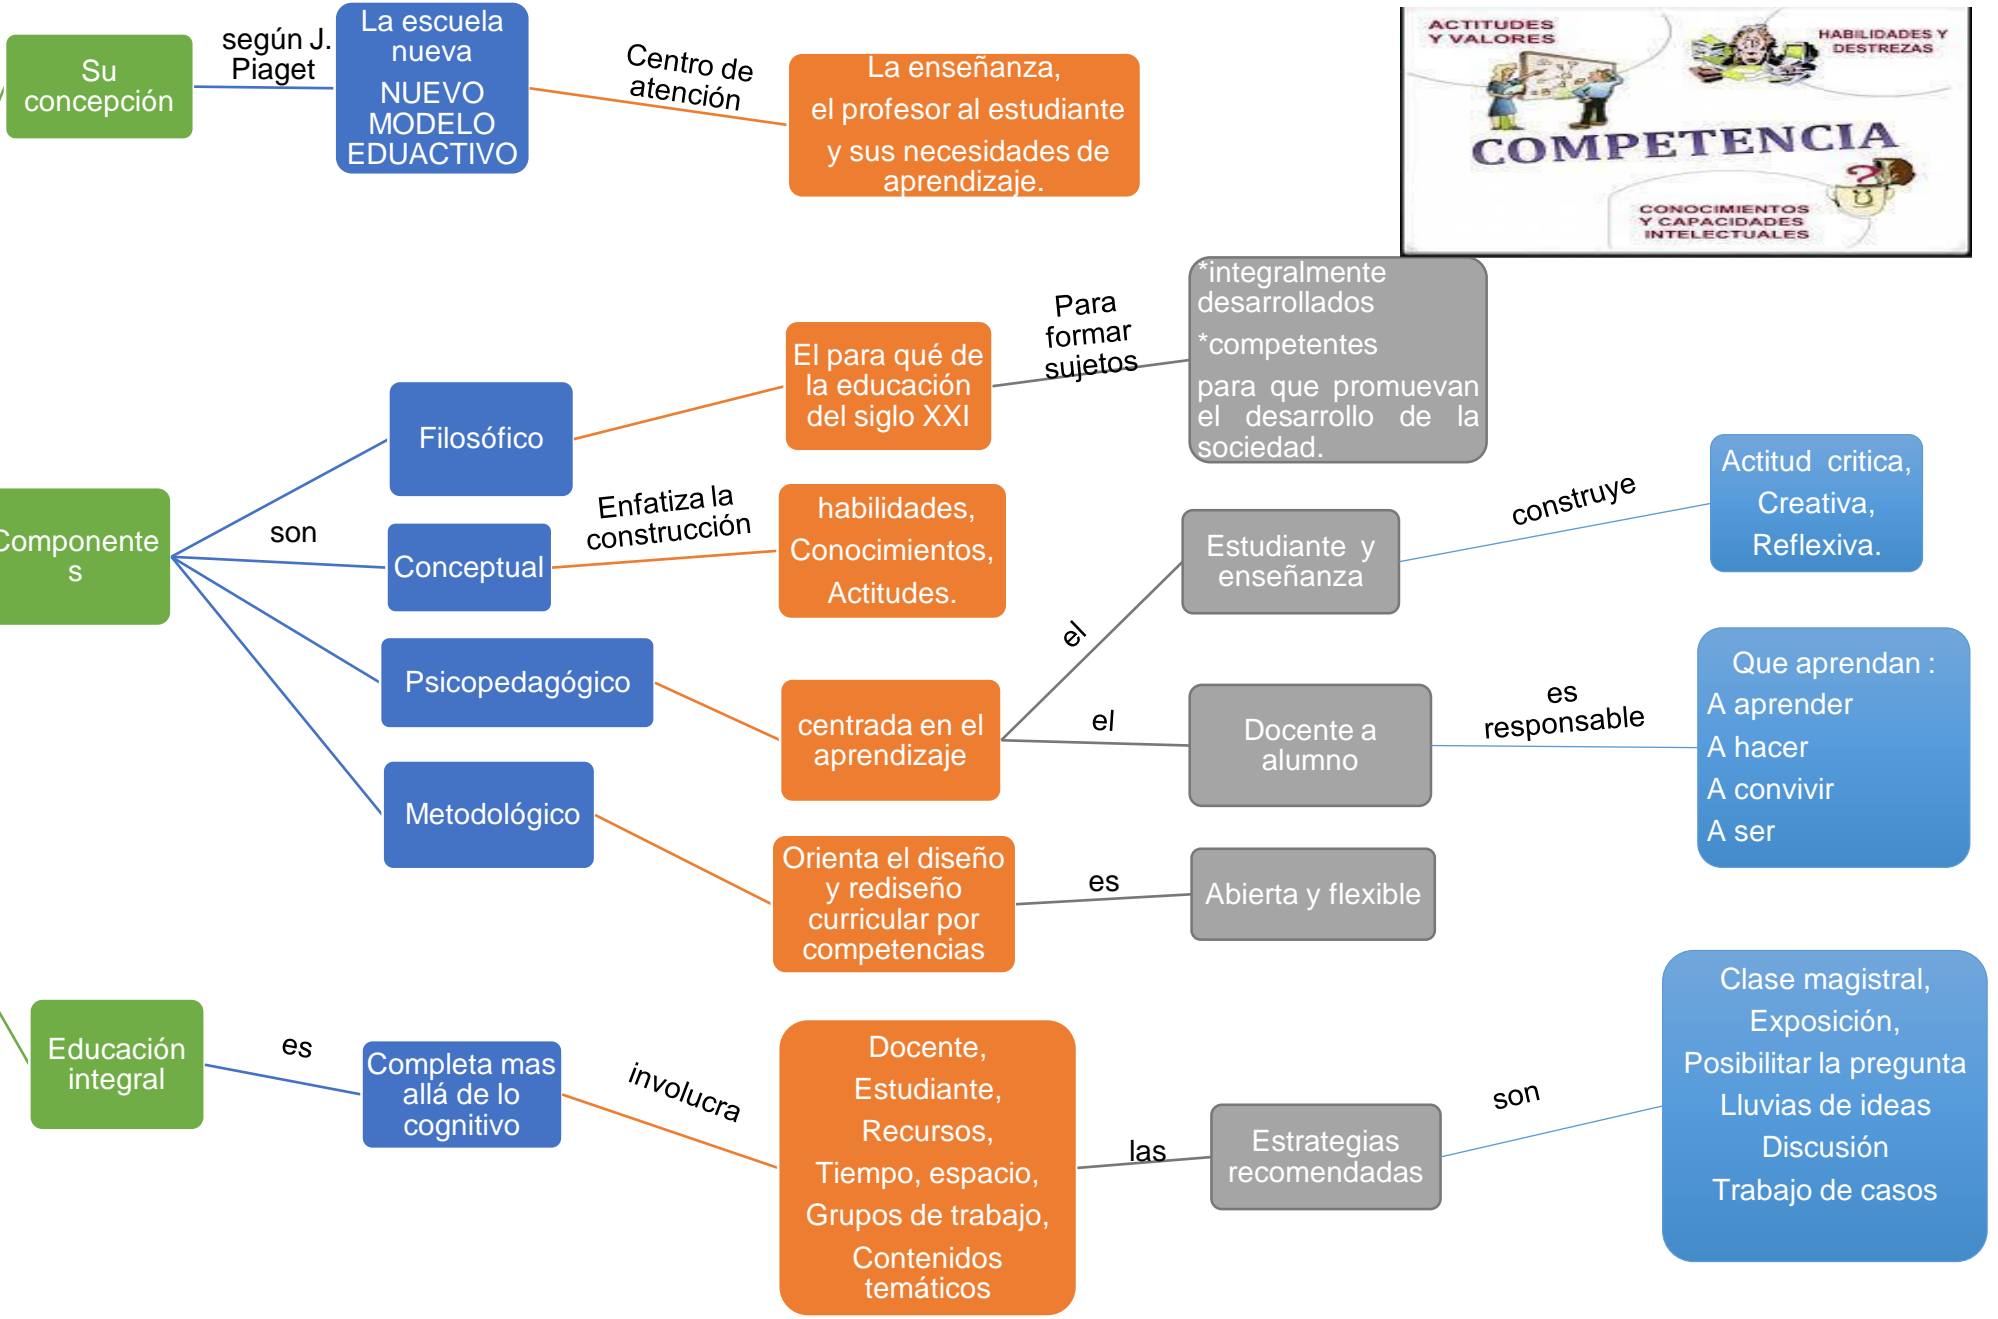 Su
concepción
según J.
Piaget
La escuela
nueva
NUEVO
MODELO
EDUACTIVO
Centro de
atención
La enseñanza,
el profesor al estudiante
y sus necesidades de
aprendizaje.
ACTITUDES
Y VALORES
HABILIDADES Y
DESTREZAS
COMPETENCIA
?
CONOCIMIENTOS
Y CAPACIDADES
INTELECTUALES
Componente
s
son
Filosófico
El para qué de
la educación
del siglo XXI
Para
formar
sujetos
*integralmente
desarrollados
*competentes
para que promuevan
el desarrollo de la
sociedad.
Conceptual
Enfatiza la
construcción
habilidades,
Conocimientos,
Actitudes.
Psicopedagógico
centrada en el
aprendizaje
el
Estudiante y
enseñanza
construye
Actitud critica,
Creativa,
Reflexiva.
el
Docente a
alumno
es
responsable
Que aprendan :
A aprender
A hacer
A convivir
A ser
Metodológico
Orienta el diseño
y rediseño
curricular por
competencias
es
Abierta y flexible
Educación
integral
es
Completa mas
allá de lo
cognitivo
involucra
Docente,
Estudiante,
Recursos,
Tiempo, espacio,
Grupos de trabajo,
Contenidos
temáticos
las
Estrategias
recomendadas
son
Clase magistral,
Exposición,
Posibilitar la pregunta
Lluvias de ideas
Discusión
Trabajo de casos